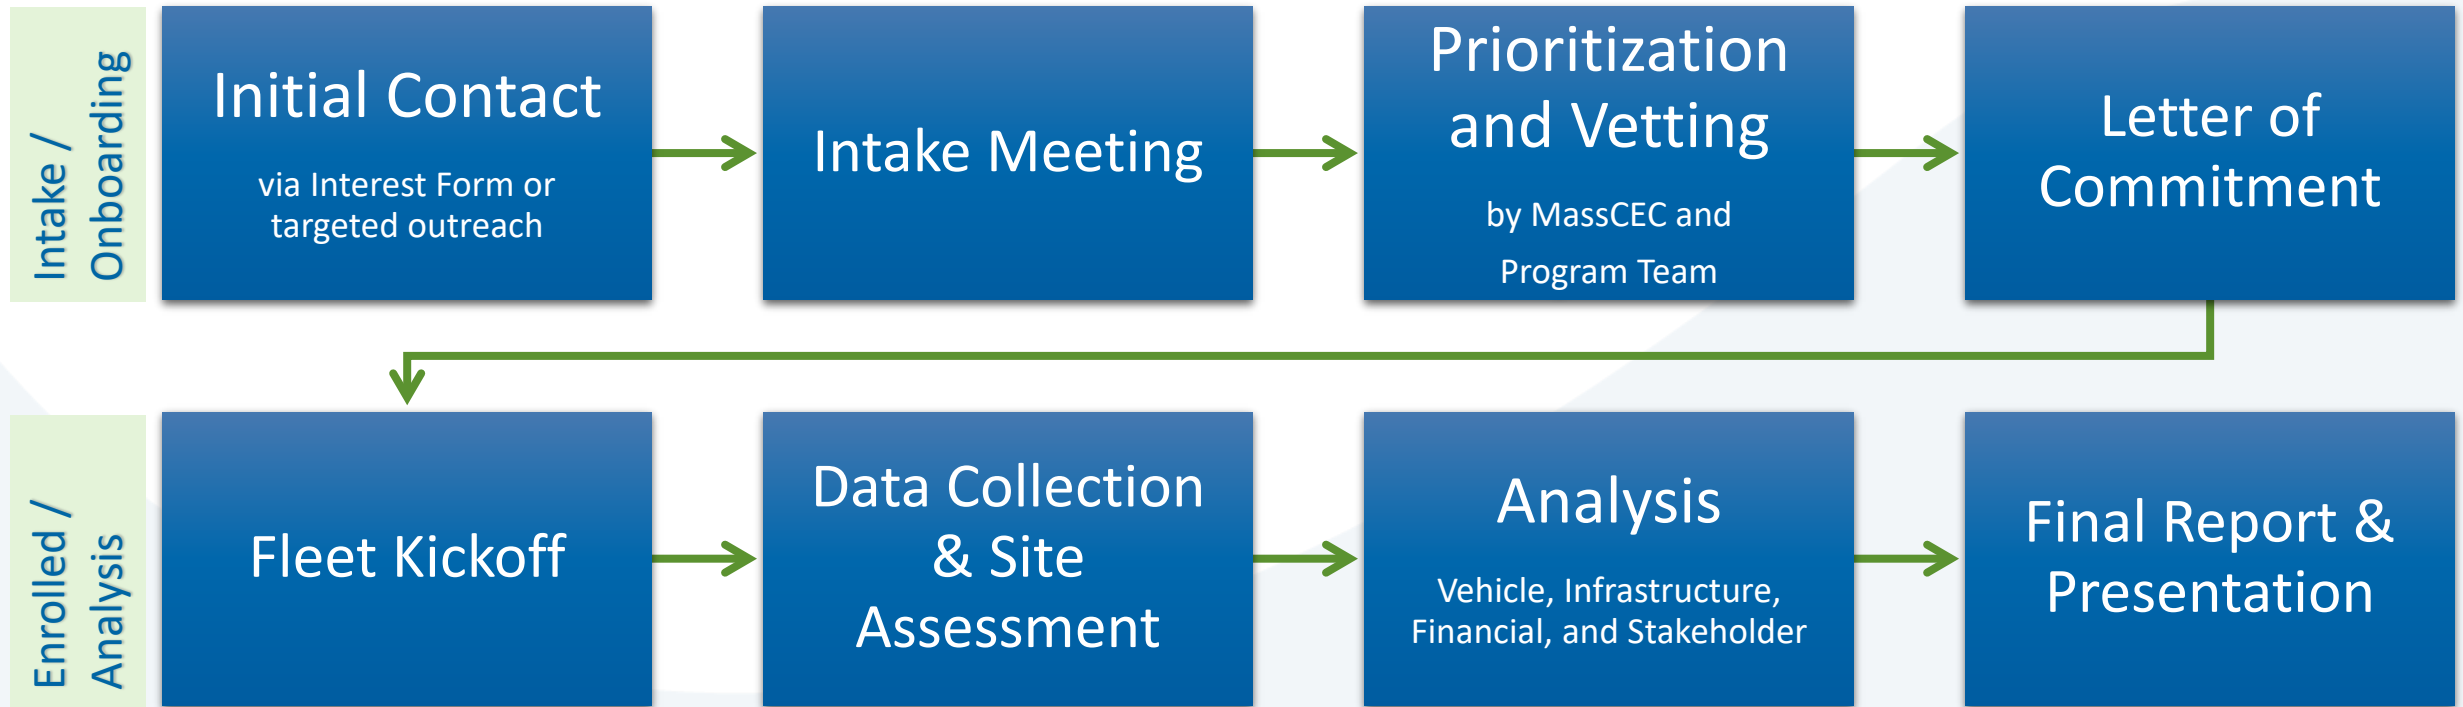 Intake /
Onboarding
Initial Contact
via Interest Form or
targeted outreach
Intake Meeting
Prioritization
and Vetting
by MassCEC and
Program Team
Letter of
Commitment
Enrolled /
Analysis
Fleet Kickoff
Data Collection
& Site
Assessment
Analysis
Vehicle, Infrastructure,
Financial, and Stakeholder
Final Report &
Presentation